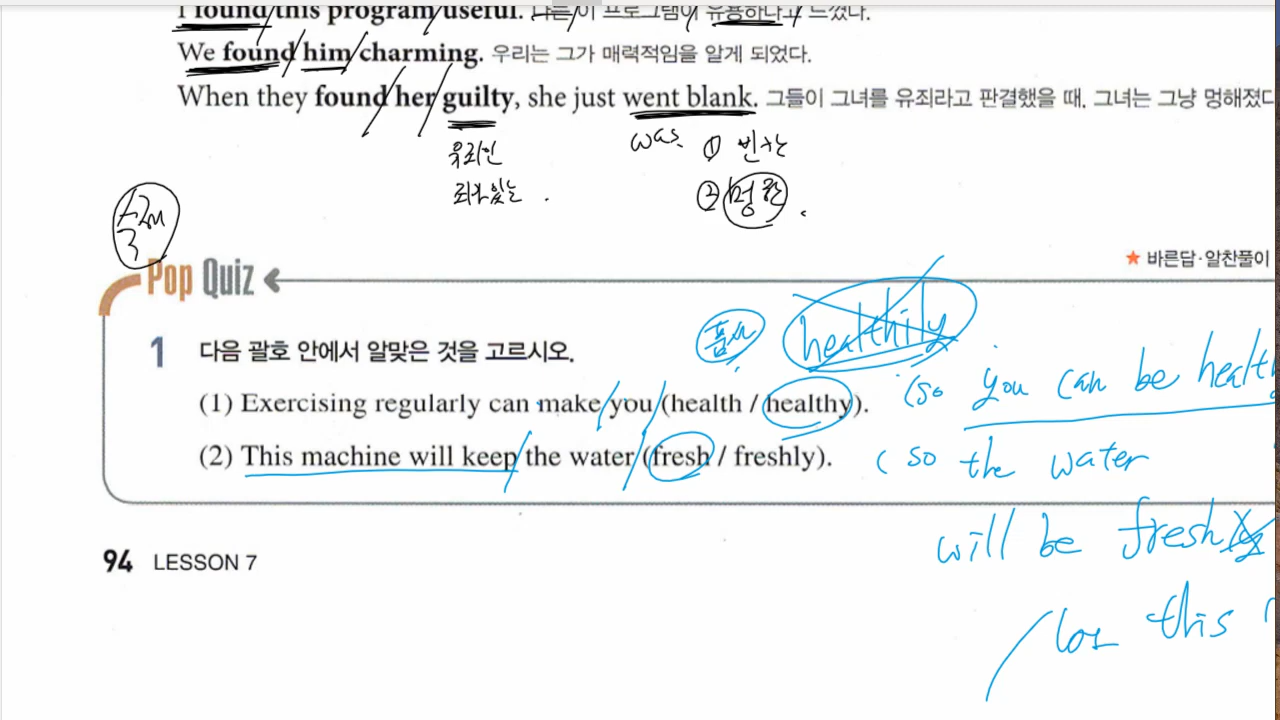 I found this program useful. 나는 이 프로그램이 유용하다고 느꼈다.
We found him charming. 우리는 그가 매력적임을 알게 되었다.
When they found her guilty, she just went blank. 그들이 그녀를 유죄라고 판결했을 때, 그녀는 그냥 멍해졌다
유죄인
was
① 빈
죄가 있는
② 멍한
숙제
Pop Quiz
★ 바른답·알찬풀이
1 다음 괄호 안에서 알맞은 것을 고르시오.
healthily
(1) Exercising regularly can make you (health / healthy).
(so you can be health
(2) This machine will keep the water (fresh / freshly).
(so the water
will be fresh
94 LESSON 7
this